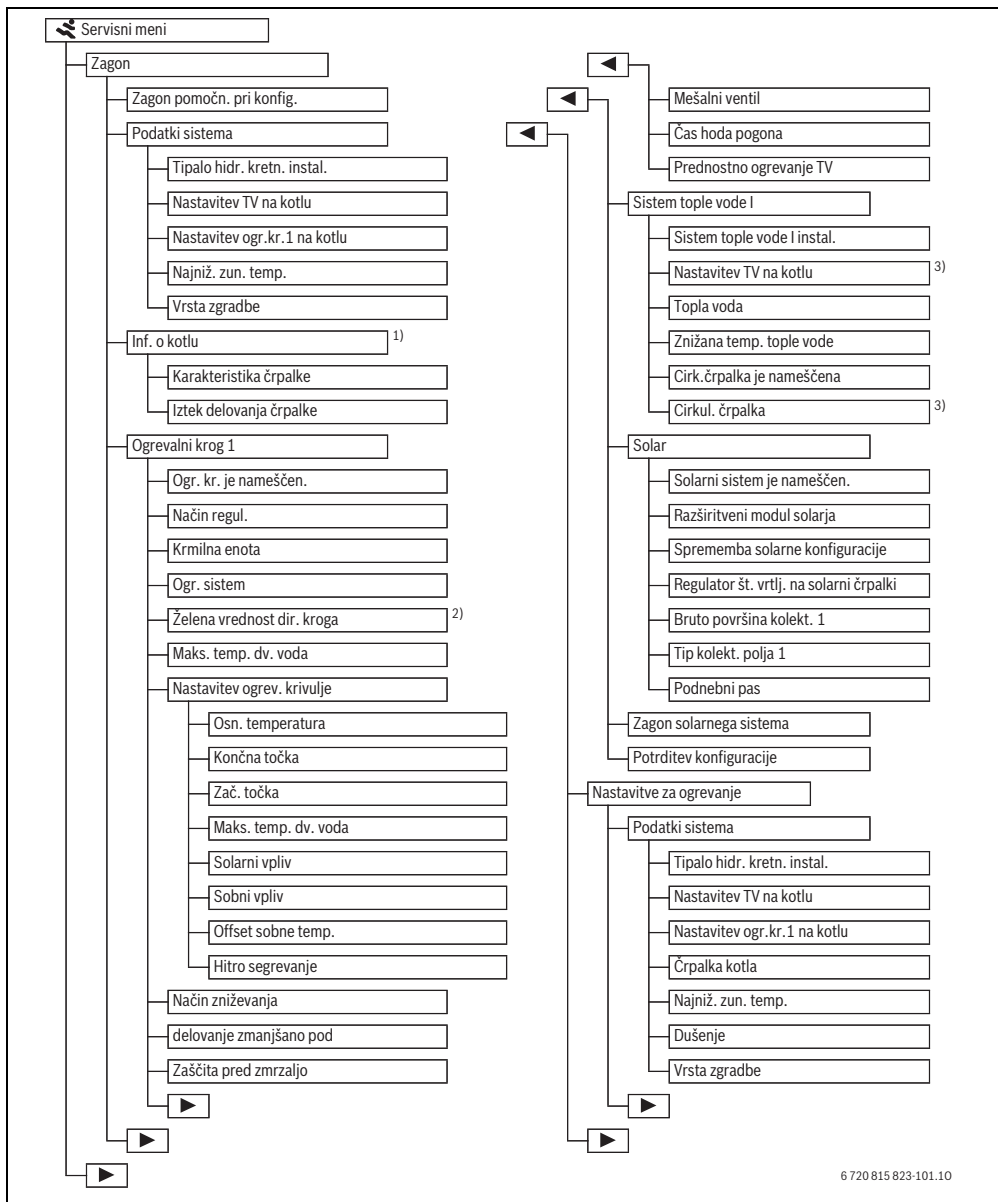 Servisni meni
Zagon
Zagon pomočn. pri konfig.
Podatki sistema
Tipalo hidr. kretn. instal.
Nastavitev TV na kotlu
Nastavitev ogr.kr.1 na kotlu
Najniž. zun. temp.
Vrsta zgradbe
Inf. o kotlu 1)
Karakteristika črpalke
Iztek delovanja črpalke
Ogrevalni krog 1
Ogr. kr. je nameščen.
Način regul.
Krmilna enota
Ogr. sistem
Želena vrednost dir. kroga 2)
Maks. temp. dv. voda
Nastavitev ogrev. krivulje
Osn. temperatura
Končna točka
Zač. točka
Maks. temp. dv. voda
Solarni vpliv
Sobni vpliv
Offset sobne temp.
Hitro segrevanje
Način zniževanja
delovanje zmanjšano pod
Zaščita pred zmrzaljo
Mešalni ventil
Čas hoda pogona
Prednostno ogrevanje TV
Sistem tople vode I
Sistem tople vode I instal.
Nastavitev TV na kotlu 3)
Topla voda
Znižana temp. tople vode
Cirk.črpalka je nameščena
Cirkul. črpalka 3)
Solar
Solarni sistem je nameščen.
Razširitveni modul solarja
Sprememba solarne konfiguracije
Regulator št. vrtlj. na solarni črpalki
Bruto površina kolekt. 1
Tip kolekt. polja 1
Podnebni pas
Zagon solarnega sistema
Potrditev konfiguracije
Nastavitve za ogrevanje
Podatki sistema
Tipalo hidr. kretn. instal.
Nastavitev TV na kotlu
Nastavitev ogr.kr.1 na kotlu
Črpalka kotla
Najniž. zun. temp.
Dušenje
Vrsta zgradbe
6 720 815 823-101.1O